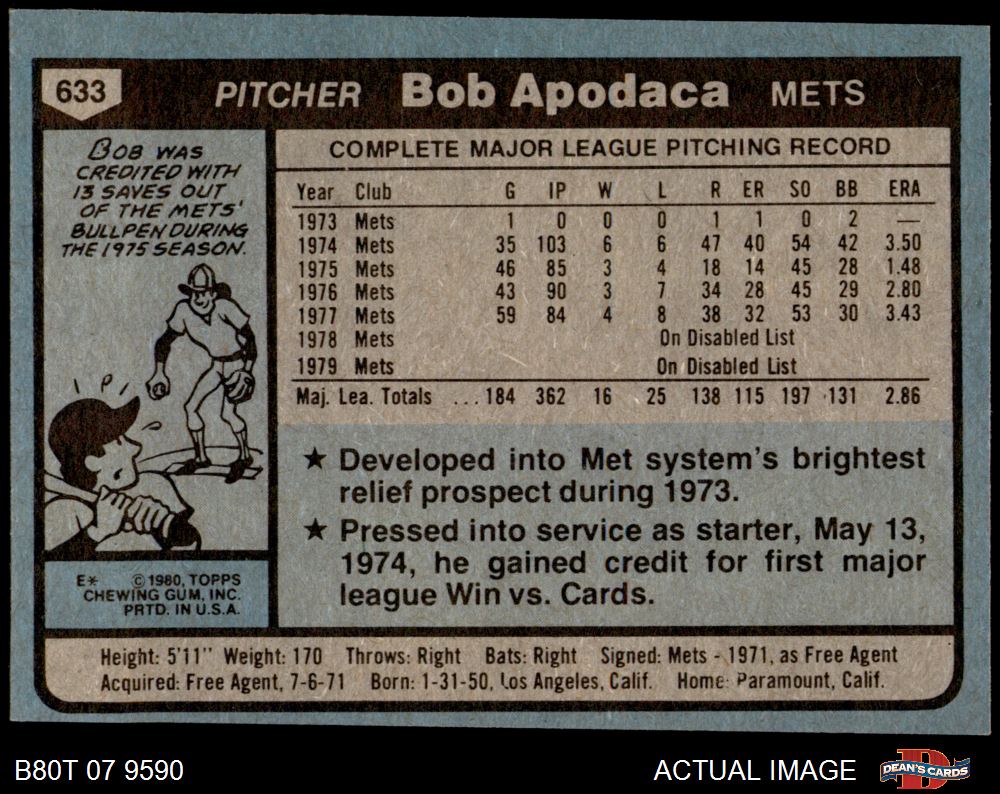 633 PITCHER Bob Apodaca METS
BOB WAS
CREDITED WITH
13 SAVES OUT
OF THE METS'
BULLPEN DURING
THE 1975 SEASON.
COMPLETE MAJOR LEAGUE PITCHING RECORD
Year Club G IP W L R ER SO BB ERA
1973 Mets 1 0 0 0 1 1 0 2 —
1974 Mets 35 103 6 6 47 40 54 42 3.50
1975 Mets 46 85 3 4 18 14 45 28 1.48
1976 Mets 43 90 3 7 34 28 45 29 2.80
1977 Mets 59 84 4 8 38 32 53 30 3.43
1978 Mets On Disabled List
1979 Mets On Disabled List
Maj. Lea. Totals ... 184 362 16 25 138 115 197 131 2.86
★ Developed into Met system's brightest
relief prospect during 1973.
★ Pressed into service as starter, May 13,
1974, he gained credit for first major
league Win vs. Cards.
E* © 1980, TOPPS
CHEWING GUM, INC.
PRTD. IN U.S.A.
Height: 5'11" Weight: 170 Throws: Right Bats: Right Signed: Mets - 1971, as Free Agent
Acquired: Free Agent, 7-6-71 Born: 1-31-50, Los Angeles, Calif. Home: Paramount, Calif.
B80T 07 9590 ACTUAL IMAGE D DEAN'S CARDS